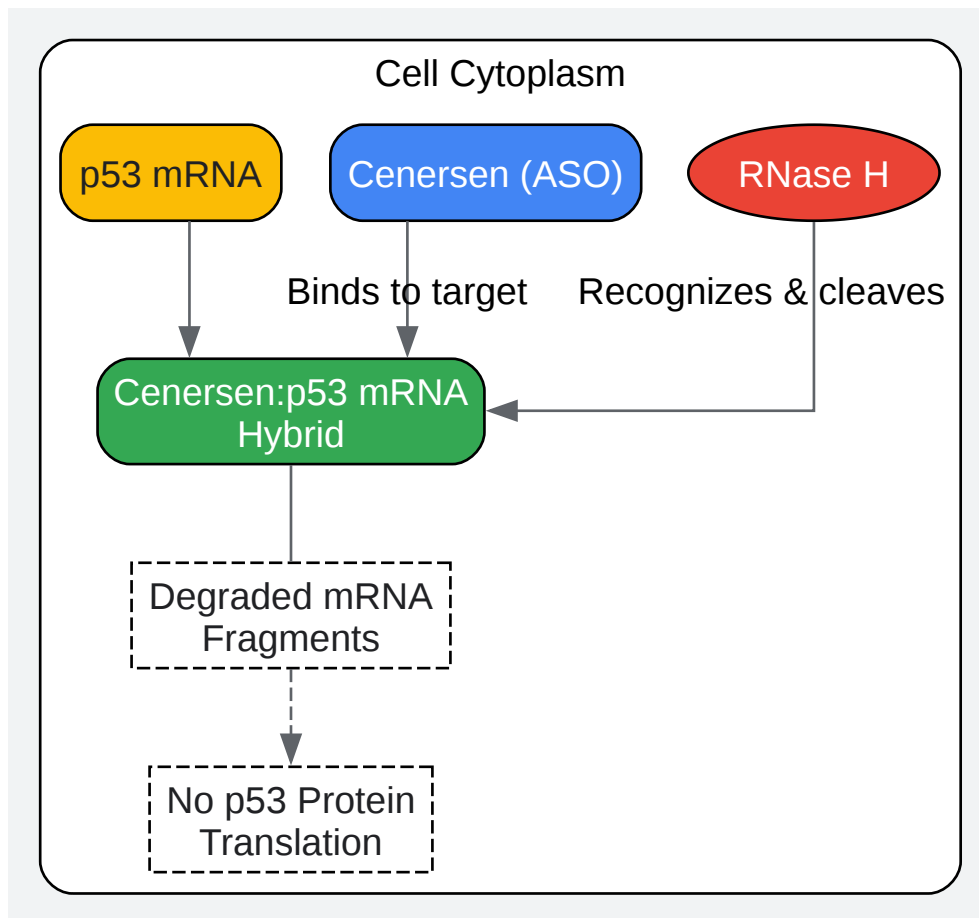 Cell Cytoplasm
p53 mRNA
Cenersen (ASO)
RNase H
Binds to target
Recognizes & cleaves
Cenersen:p53 mRNA
Hybrid
Degraded mRNA
Fragments
No p53 Protein
Translation